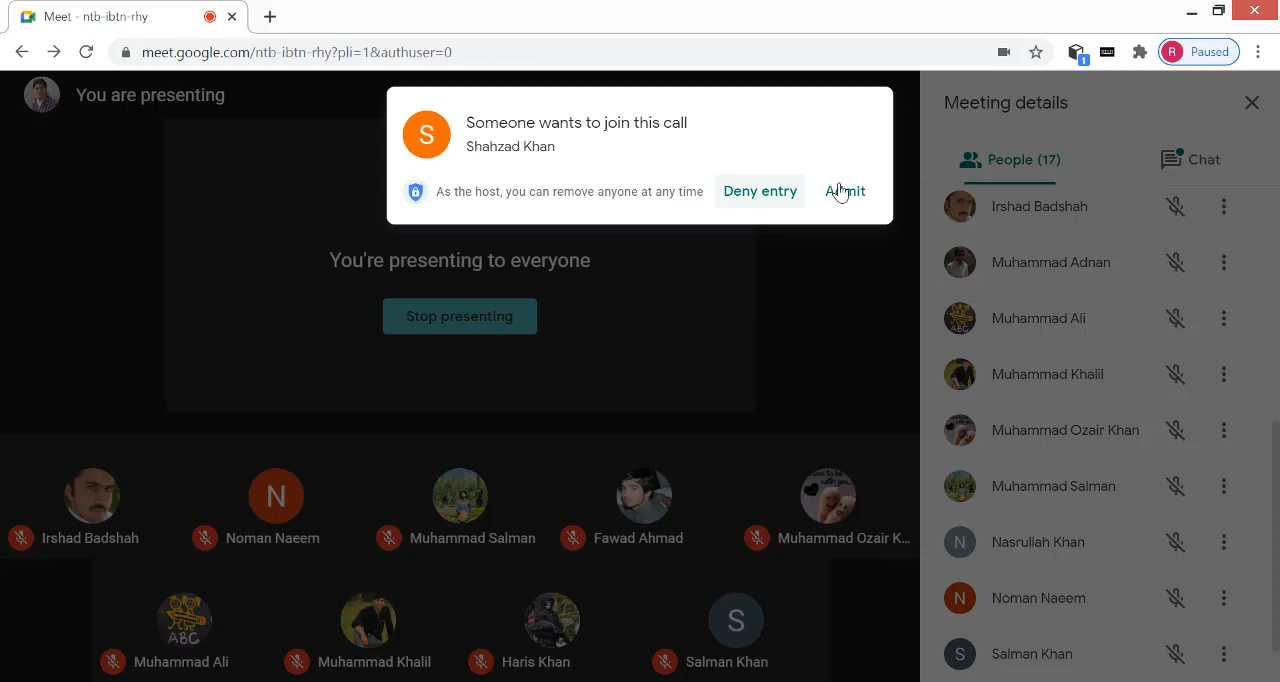 Meet - ntb-ibtn-rhy
meet.google.com/ntb-ibtn-rhy?pli=1&authuser=0
1
R Paused
You are presenting
S
Someone wants to join this call
Shahzad Khan
As the host, you can remove anyone at any time
Deny entry
Admit
You're presenting to everyone
Stop presenting
Irshad Badshah
N
Noman Naeem
Muhammad Salman
Fawad Ahmad
Muhammad Ozair K...
ABC
Muhammad Ali
Muhammad Khalil
Haris Khan
S
Salman Khan
Meeting details
People (17)
Chat
Irshad Badshah
Muhammad Adnan
ABC
Muhammad Ali
Muhammad Khalil
Muhammad Ozair Khan
Muhammad Salman
N
Nasrullah Khan
N
Noman Naeem
S
Salman Khan